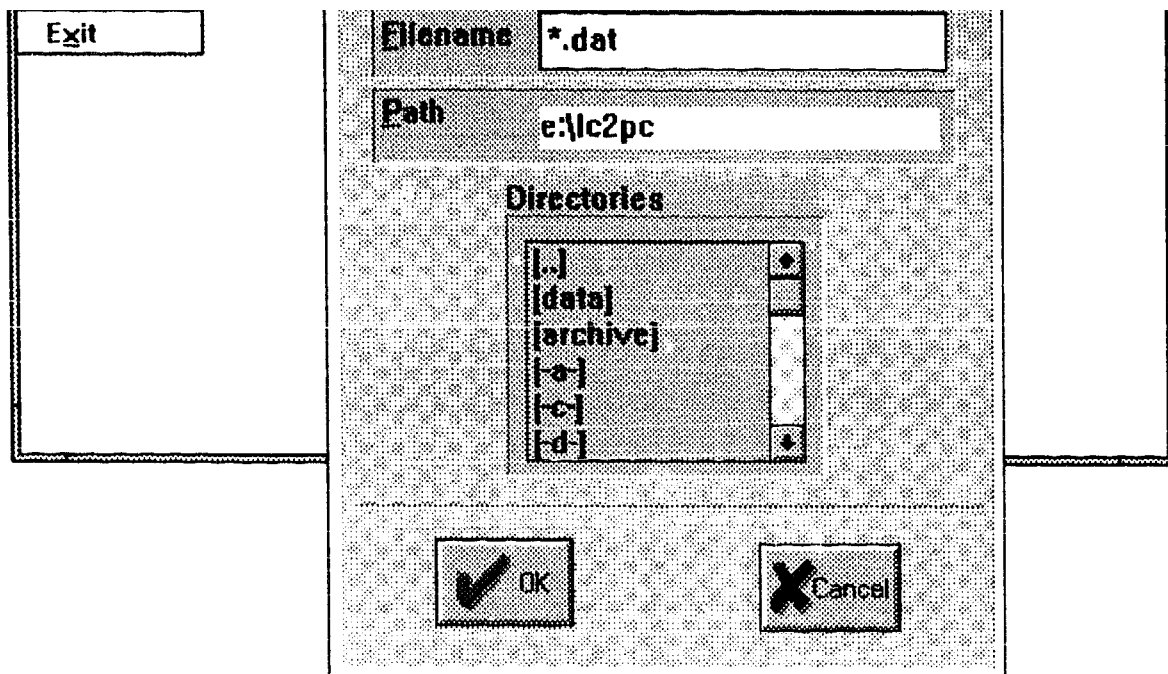 Exit
Filename *.dat
Path e:\lc2pc
Directories
[..]
[data]
[archive]
[-a-]
[-c-]
[-d-]
OK Cancel